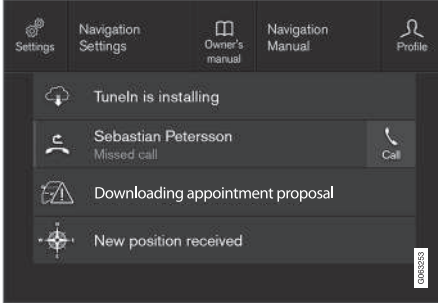 Settings
Navigation
Settings
Owner's
manual
Navigation
Manual
Profile
TuneIn is installing
Sebastian Petersson
Missed call
Call
Downloading appointment proposal
New position received
G063253